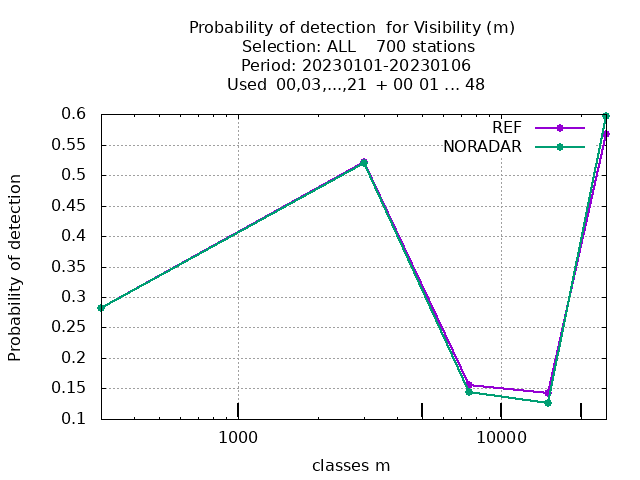 Probability of detection  for Visibility (m)
Selection: ALL    700 stations
Period: 20230101-20230106
Used  00,03,...,21  + 00 01 ... 48
REF
NORADAR
Probability of detection
0.6
0.55
0.5
0.45
0.4
0.35
0.3
0.25
0.2
0.15
0.1
1000 10000
classes m